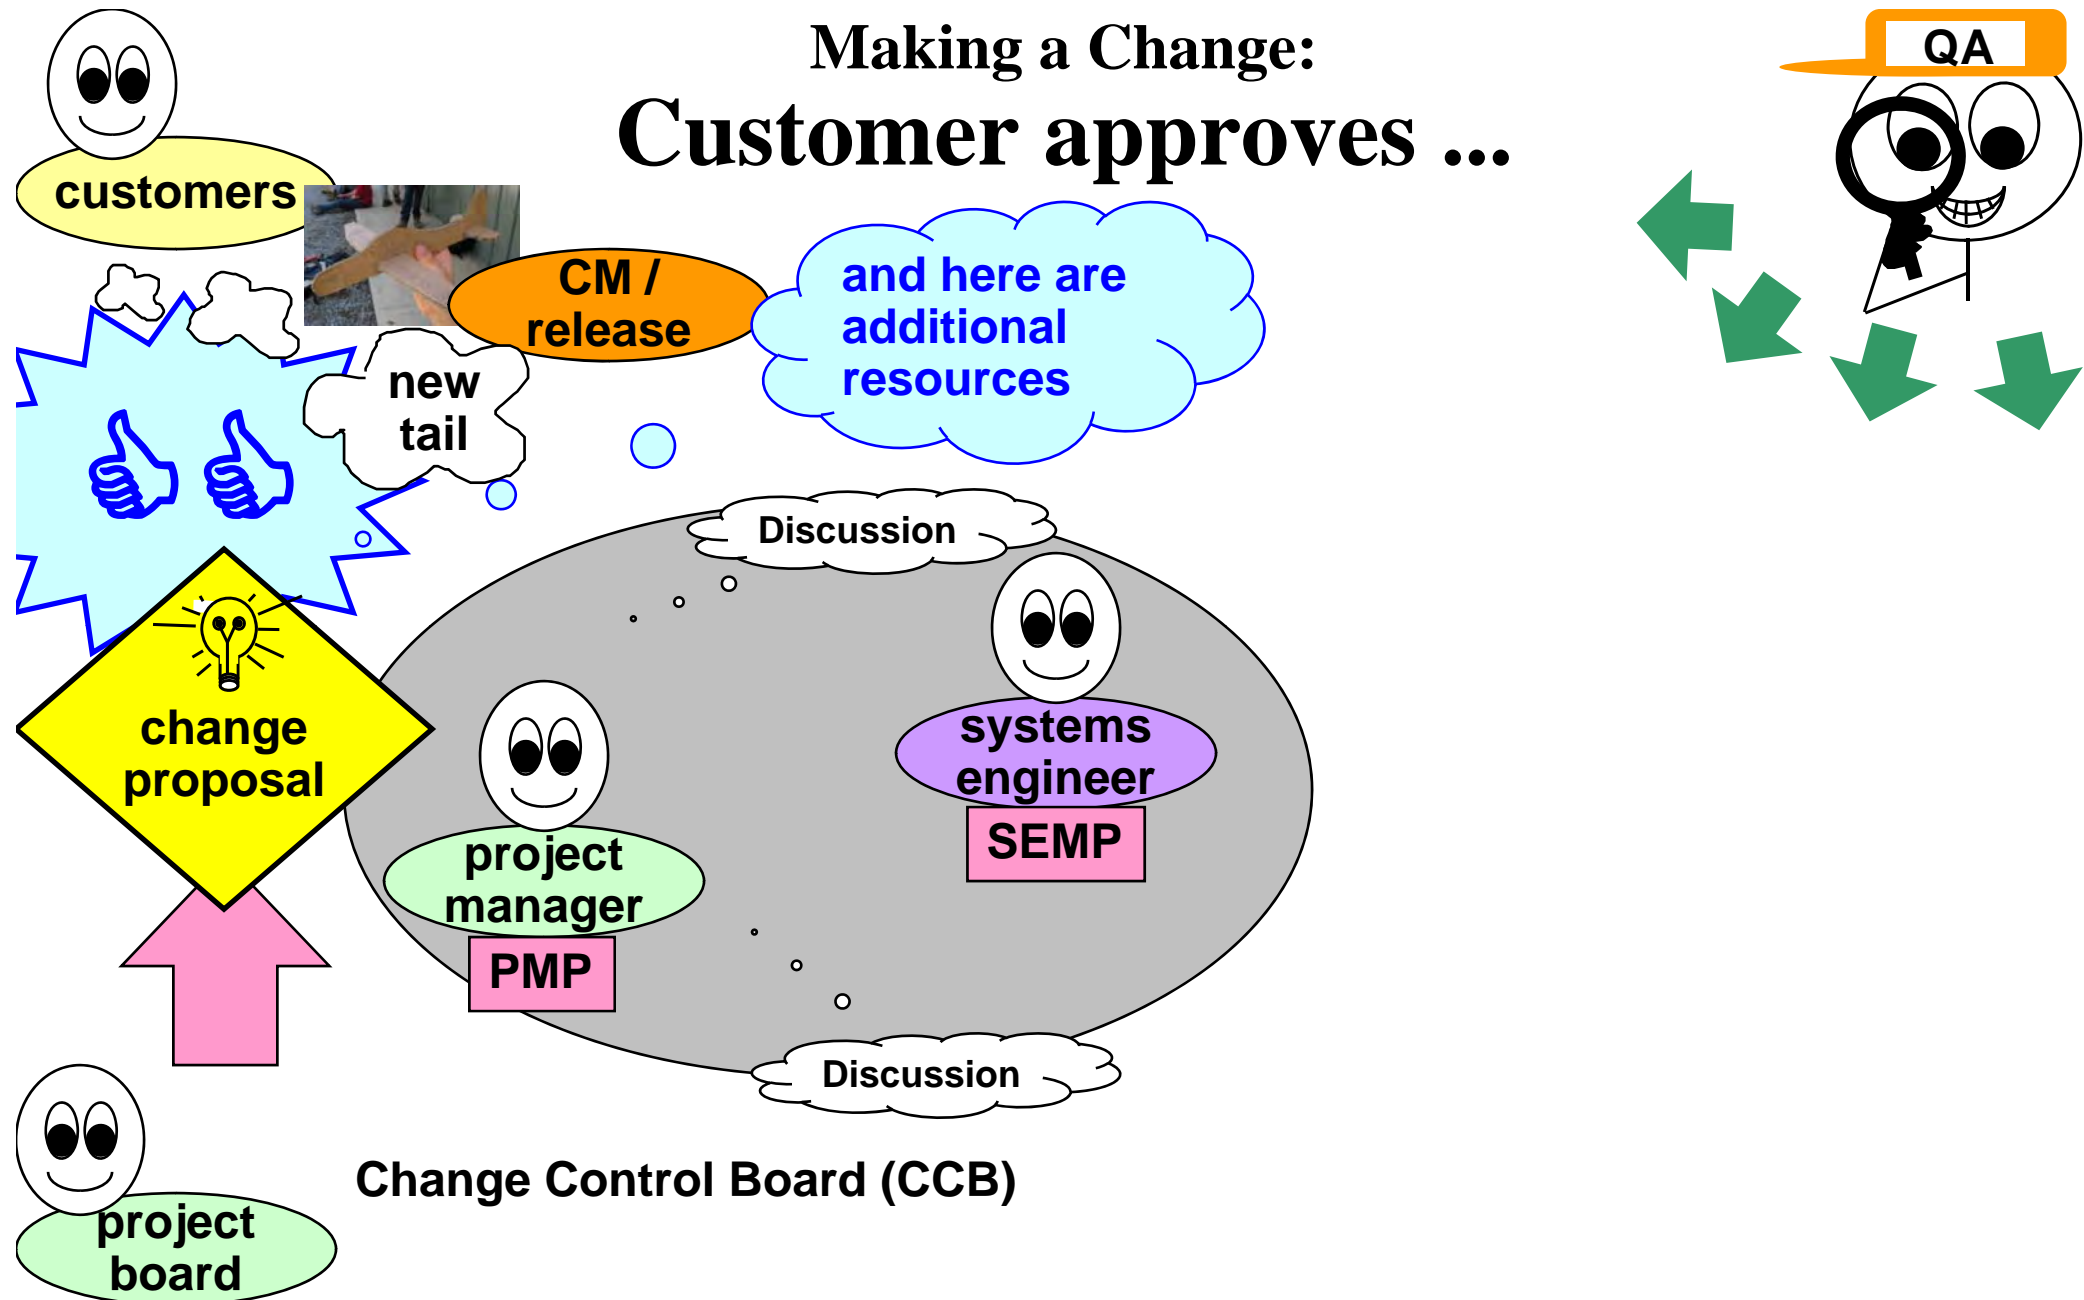 Making a Change:
Customer approves ...
QA
customers
CM /
release
and here are
additional
resources
new
tail
Discussion
systems
engineer
SEMP
change
proposal
project
manager
PMP
Discussion
Change Control Board (CCB)
project
board